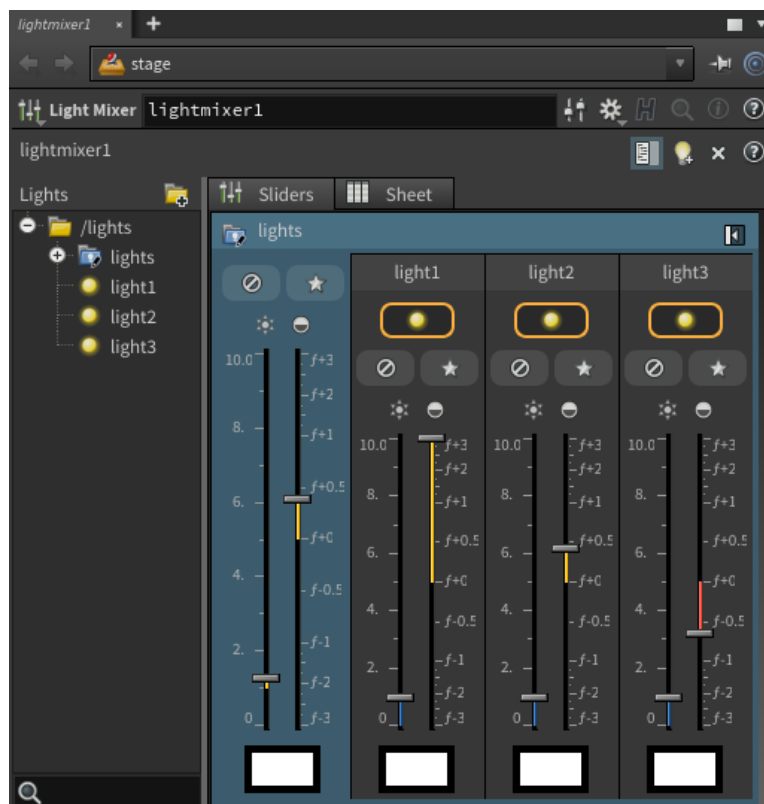 lightmixer1
stage
Light Mixer lightmixer1
lightmixer1
Lights
Sliders Sheet
/lights
lights
light1
light2
light3
lights
light1 light2 light3
10.0
8.
6.
4.
2.
0
f+3
f+2
f+1
f+0.5
f+0
f-0.5
f-1
f-2
f-3
10.0
8.
6.
4.
2.
0
f+3
f+2
f+1
f+0.5
f+0
f-0.5
f-1
f-2
f-3
10.0
8.
6.
4.
2.
0
f+3
f+2
f+1
f+0.5
f+0
f-0.5
f-1
f-2
f-3
10.0
8.
6.
4.
2.
0
f+3
f+2
f+1
f+0.5
f+0
f-0.5
f-1
f-2
f-3